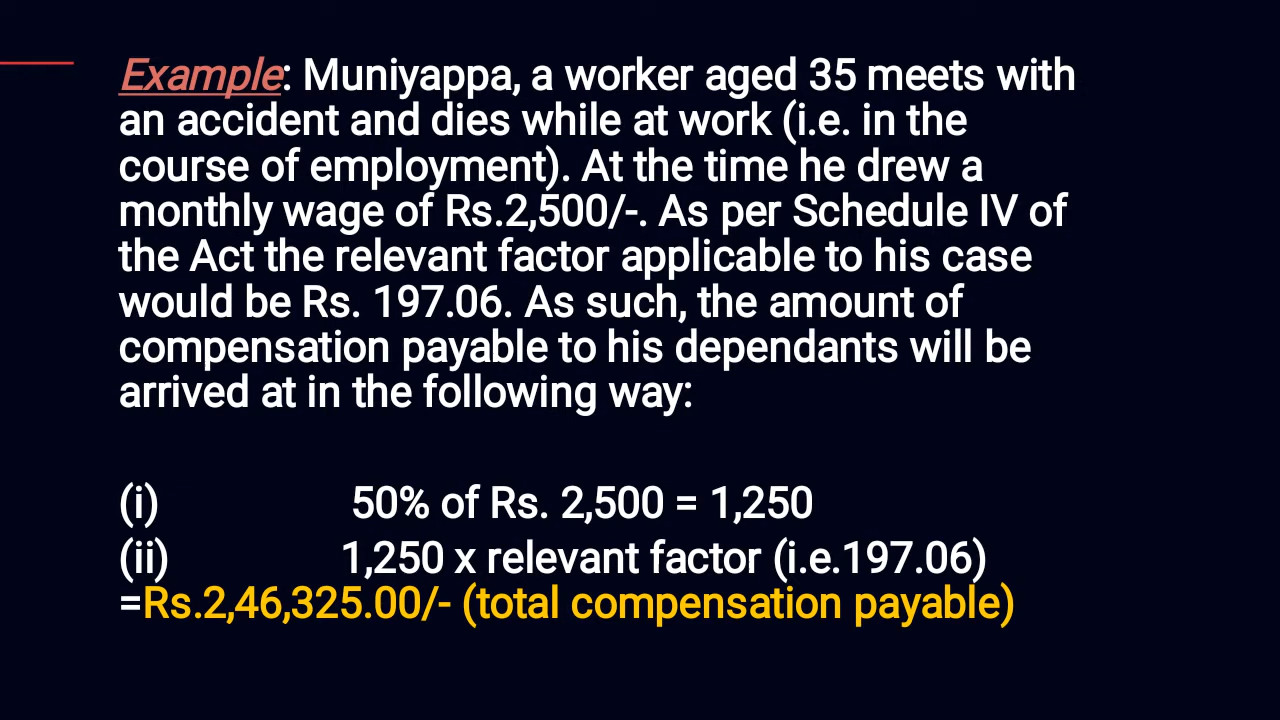 Example: Muniyappa, a worker aged 35 meets with
an accident and dies while at work (i.e. in the
course of employment). At the time he drew a
monthly wage of Rs.2,500/-. As per Schedule IV of
the Act the relevant factor applicable to his case
would be Rs. 197.06. As such, the amount of
compensation payable to his dependants will be
arrived at in the following way:
(i) 50% of Rs. 2,500 = 1,250
(ii) 1,250 x relevant factor (i.e.197.06)
=Rs.2,46,325.00/- (total compensation payable)